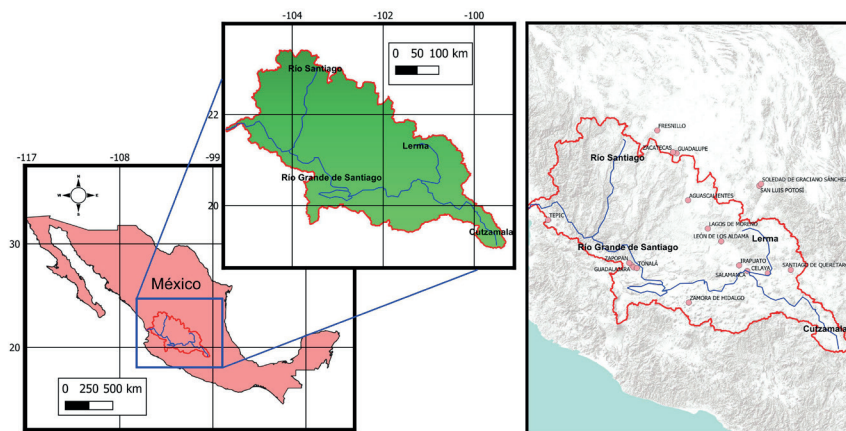 -117
-108
-99
30
20
N
W
E
S
México
0 250 500 km
-104
-102
-100
22
20
0 50 100 km
Río Santiago
Lerma
Río Grande de Santiago
Cutzamala
FRESNILLO
ZACATECAS
GUADALUPE
Río Santiago
SOLEDAD DE GRACIANO SÁNCHEZ
SAN LUIS POTOSÍ
AGUASCALIENTES
TEPIC
LAGOS DE MORENO
LEÓN DE LOS ALDAMA
Lerma
Río Grande de Santiago
ZAPOPAN
TONALÁ
GUADALAJARA
IRAPUATO
SALAMANCA
CELAYA
SANTIAGO DE QUERÉTARO
ZAMORA DE HIDALGO
Cutzamala